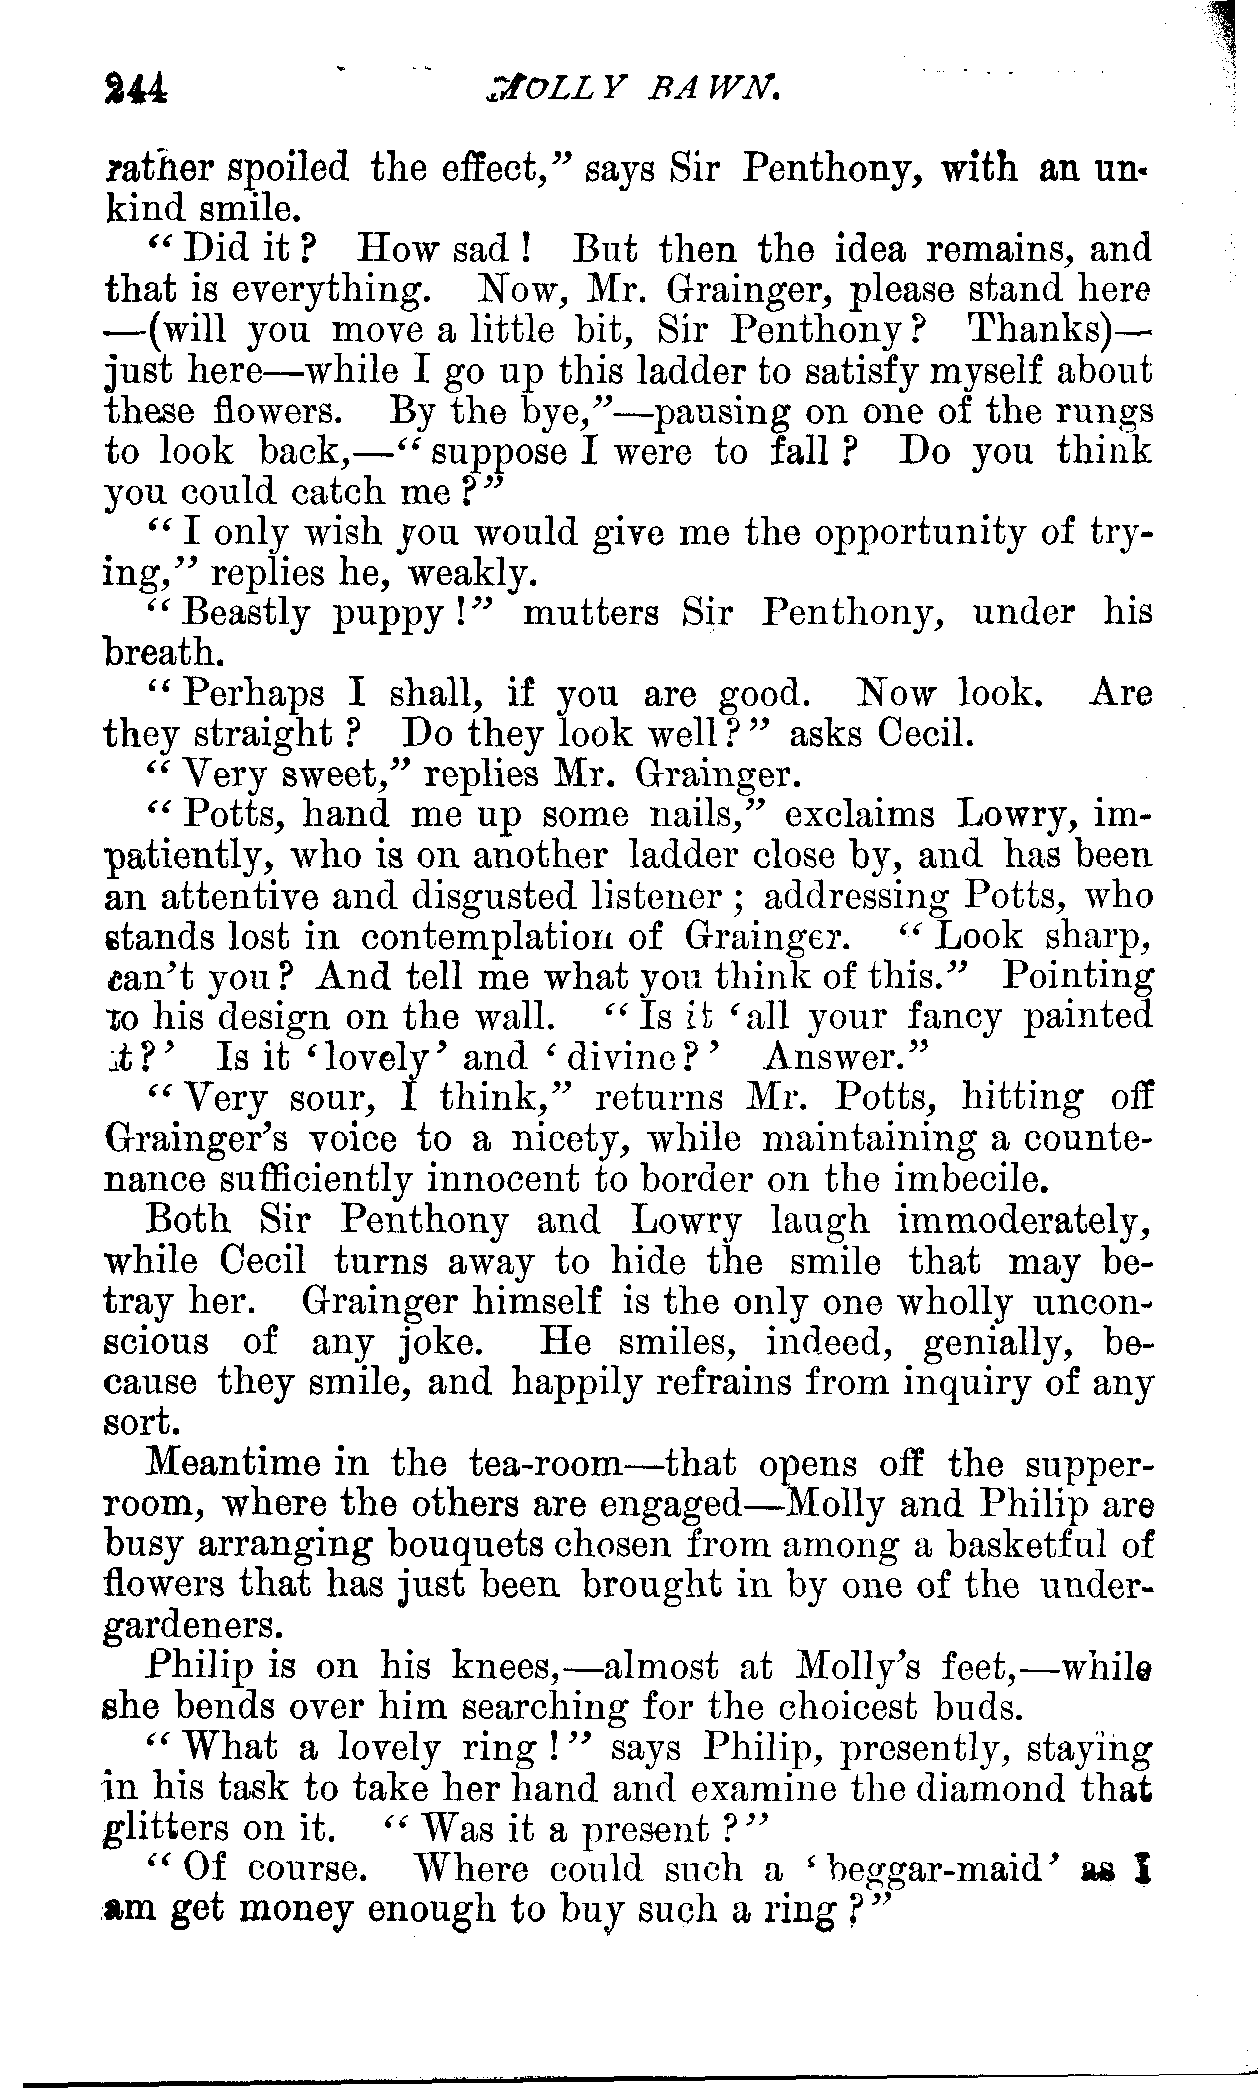 244 MOLLY BAWN.
rather spoiled the effect,” says Sir Penthony, with an un-
kind smile.
“Did it? How sad! But then the idea remains, and
that is everything. Now, Mr. Grainger, please stand here
—(will you move a little bit, Sir Penthony? Thanks)—
just here—while I go up this ladder to satisfy myself about
these flowers. By the bye,”—pausing on one of the rungs
to look back,—“suppose I were to fall? Do you think
you could catch me?”
“I only wish you would give me the opportunity of try-
ing,” replies he, weakly.
“Beastly puppy!” mutters Sir Penthony, under his
breath.
“Perhaps I shall, if you are good. Now look. Are
they straight? Do they look well?” asks Cecil.
“Very sweet,” replies Mr. Grainger.
“Potts, hand me up some nails,” exclaims Lowry, im-
patiently, who is on another ladder close by, and has been
an attentive and disgusted listener; addressing Potts, who
stands lost in contemplation of Grainger. “Look sharp,
can’t you? And tell me what you think of this.” Pointing
to his design on the wall. “Is it ‘all your fancy painted
it?’ Is it ‘lovely’ and ‘divine?’ Answer.”
“Very sour, I think,” returns Mr. Potts, hitting off
Grainger’s voice to a nicety, while maintaining a counte-
nance sufficiently innocent to border on the imbecile.
Both Sir Penthony and Lowry laugh immoderately,
while Cecil turns away to hide the smile that may be-
tray her. Grainger himself is the only one wholly uncon-
scious of any joke. He smiles, indeed, genially, be-
cause they smile, and happily refrains from inquiry of any
sort.
Meantime in the tea-room—that opens off the supper-
room, where the others are engaged—Molly and Philip are
busy arranging bouquets chosen from among a basketful of
flowers that has just been brought in by one of the under-
gardeners.
Philip is on his knees,—almost at Molly’s feet,—while
she bends over him searching for the choicest buds.
“What a lovely ring!” says Philip, presently, staying
in his task to take her hand and examine the diamond that
glitters on it. “Was it a present?”
“Of course. Where could such a ‘beggar-maid’ as I
am get money enough to buy such a ring?”